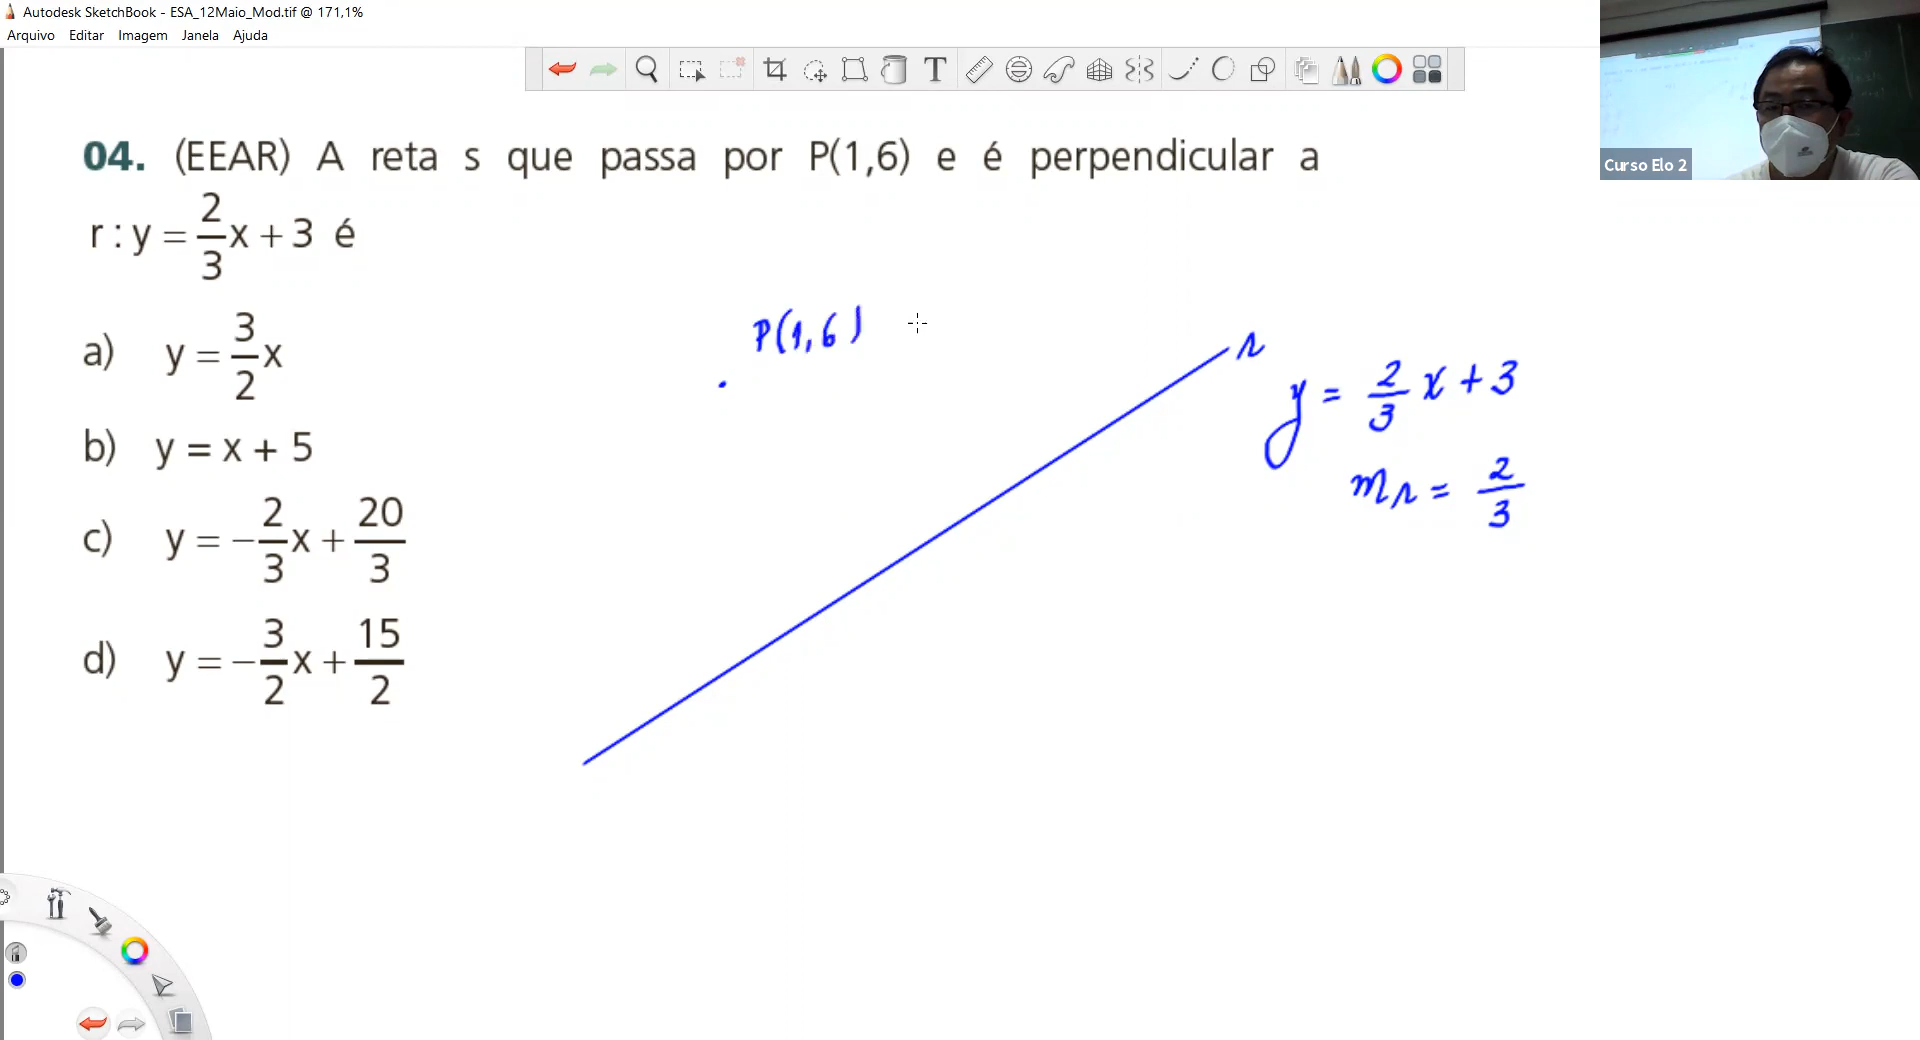 Autodesk SketchBook - ESA_12Maio_Mod.tif @ 171,1%
Arquivo Editar Imagem Janela Ajuda
T
Curso Elo 2
04. (EEAR) A reta s que passa por P(1,6) e é perpendicular a
r : y = 2/3 x + 3 é
a) y = 3/2 x
b) y = x + 5
c) y = -2/3 x + 20/3
d) y = -3/2 x + 15/2
P(1,6)
r
y = 2/3 x + 3
mr = 2/3